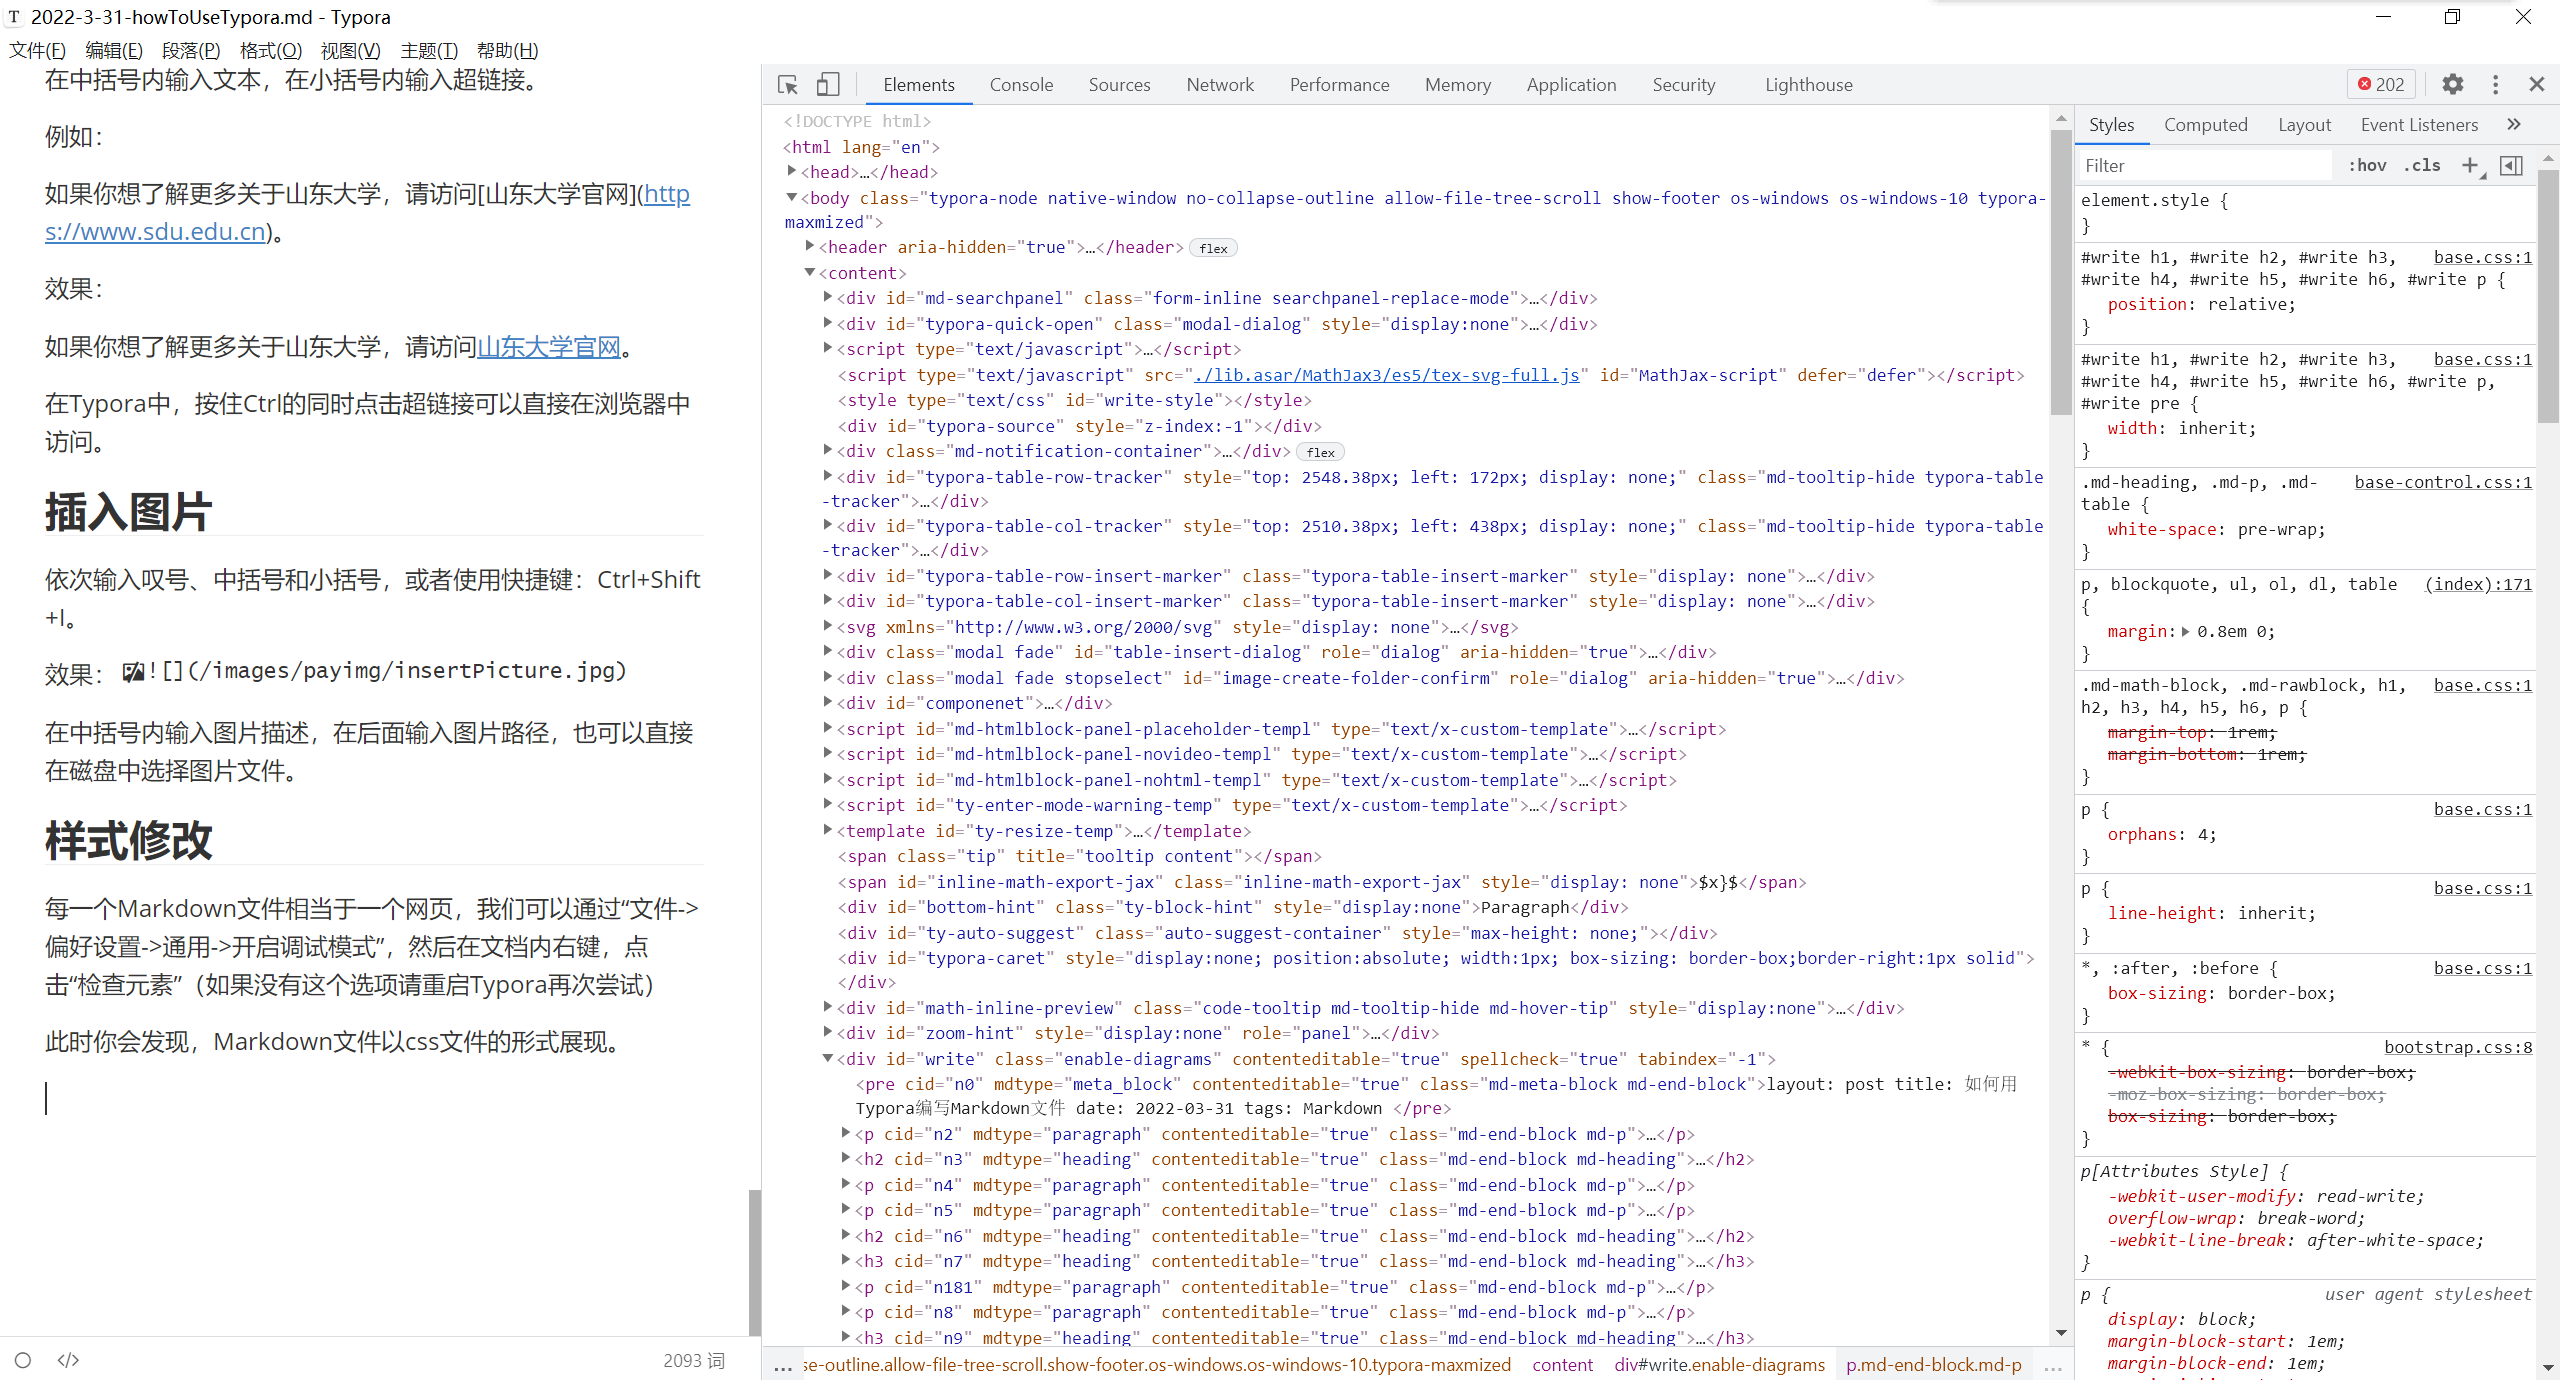 2022-3-31-howToUseTypora.md - Typora
文件(F) 编辑(E) 段落(P) 格式(O) 视图(V) 主题(T) 帮助(H)
在中括号内输入文本，在小括号内输入超链接。
例如：
如果你想了解更多关于山东大学，请访问[山东大学官网](http
s://www.sdu.edu.cn)。
效果：
如果你想了解更多关于山东大学，请访问山东大学官网。
在Typora中，按住Ctrl的同时点击超链接可以直接在浏览器中
访问。
插入图片
依次输入叹号、中括号和小括号，或者使用快捷键：Ctrl+Shift
+I。
效果： ![](/images/payimg/insertPicture.jpg)
在中括号内输入图片描述，在后面输入图片路径，也可以直接
在磁盘中选择图片文件。
样式修改
每一个Markdown文件相当于一个网页，我们可以通过“文件->
偏好设置->通用->开启调试模式”，然后在文档内右键，点
击“检查元素”（如果没有这个选项请重启Typora再次尝试）
此时你会发现，Markdown文件以css文件的形式展现。
</> 2093 词
Elements Console Sources Network Performance Memory Application Security Lighthouse 202
<!DOCTYPE html>
<html lang="en">
<head>…</head>
<body class="typora-node native-window no-collapse-outline allow-file-tree-scroll show-footer os-windows os-windows-10 typora-
maxmized">
<header aria-hidden="true">…</header> flex
<content>
<div id="md-searchpanel" class="form-inline searchpanel-replace-mode">…</div>
<div id="typora-quick-open" class="modal-dialog" style="display:none">…</div>
<script type="text/javascript">…</script>
<script type="text/javascript" src="./lib.asar/MathJax3/es5/tex-svg-full.js" id="MathJax-script" defer="defer"></script>
<style type="text/css" id="write-style"></style>
<div id="typora-source" style="z-index:-1"></div>
<div class="md-notification-container">…</div> flex
<div id="typora-table-row-tracker" style="top: 2548.38px; left: 172px; display: none;" class="md-tooltip-hide typora-table
-tracker">…</div>
<div id="typora-table-col-tracker" style="top: 2510.38px; left: 438px; display: none;" class="md-tooltip-hide typora-table
-tracker">…</div>
<div id="typora-table-row-insert-marker" class="typora-table-insert-marker" style="display: none">…</div>
<div id="typora-table-col-insert-marker" class="typora-table-insert-marker" style="display: none">…</div>
<svg xmlns="http://www.w3.org/2000/svg" style="display: none">…</svg>
<div class="modal fade" id="table-insert-dialog" role="dialog" aria-hidden="true">…</div>
<div class="modal fade stopselect" id="image-create-folder-confirm" role="dialog" aria-hidden="true">…</div>
<div id="componenet">…</div>
<script id="md-htmlblock-panel-placeholder-templ" type="text/x-custom-template">…</script>
<script id="md-htmlblock-panel-novideo-templ" type="text/x-custom-template">…</script>
<script id="md-htmlblock-panel-nohtml-templ" type="text/x-custom-template">…</script>
<script id="ty-enter-mode-warning-temp" type="text/x-custom-template">…</script>
<template id="ty-resize-temp">…</template>
<span class="tip" title="tooltip content"></span>
<span id="inline-math-export-jax" class="inline-math-export-jax" style="display: none">$x}$</span>
<div id="bottom-hint" class="ty-block-hint" style="display:none">Paragraph</div>
<div id="ty-auto-suggest" class="auto-suggest-container" style="max-height: none;"></div>
<div id="typora-caret" style="display:none; position:absolute; width:1px; box-sizing: border-box;border-right:1px solid">
</div>
<div id="math-inline-preview" class="code-tooltip md-tooltip-hide md-hover-tip" style="display:none">…</div>
<div id="zoom-hint" style="display:none" role="panel">…</div>
<div id="write" class="enable-diagrams" contenteditable="true" spellcheck="true" tabindex="-1">
<pre cid="n0" mdtype="meta_block" contenteditable="true" class="md-meta-block md-end-block">layout: post title: 如何用
Typora编写Markdown文件 date: 2022-03-31 tags: Markdown </pre>
<p cid="n2" mdtype="paragraph" contenteditable="true" class="md-end-block md-p">…</p>
<h2 cid="n3" mdtype="heading" contenteditable="true" class="md-end-block md-heading">…</h2>
<p cid="n4" mdtype="paragraph" contenteditable="true" class="md-end-block md-p">…</p>
<p cid="n5" mdtype="paragraph" contenteditable="true" class="md-end-block md-p">…</p>
<h2 cid="n6" mdtype="heading" contenteditable="true" class="md-end-block md-heading">…</h2>
<h3 cid="n7" mdtype="heading" contenteditable="true" class="md-end-block md-heading">…</h3>
<p cid="n181" mdtype="paragraph" contenteditable="true" class="md-end-block md-p">…</p>
<p cid="n8" mdtype="paragraph" contenteditable="true" class="md-end-block md-p">…</p>
<h3 cid="n9" mdtype="heading" contenteditable="true" class="md-end-block md-heading">…</h3>
… se-outline.allow-file-tree-scroll.show-footer.os-windows.os-windows-10.typora-maxmized content div#write.enable-diagrams p.md-end-block.md-p …
Styles Computed Layout Event Listeners »
Filter :hov .cls +
element.style {
}
#write h1, #write h2, #write h3, base.css:1
#write h4, #write h5, #write h6, #write p {
position: relative;
}
#write h1, #write h2, #write h3, base.css:1
#write h4, #write h5, #write h6, #write p,
#write pre {
width: inherit;
}
.md-heading, .md-p, .md- base-control.css:1
table {
white-space: pre-wrap;
}
p, blockquote, ul, ol, dl, table (index):171
{
margin: 0.8em 0;
}
.md-math-block, .md-rawblock, h1, base.css:1
h2, h3, h4, h5, h6, p {
margin-top: 1rem;
margin-bottom: 1rem;
}
p { base.css:1
orphans: 4;
}
p { base.css:1
line-height: inherit;
}
*, :after, :before { base.css:1
box-sizing: border-box;
}
* { bootstrap.css:8
-webkit-box-sizing: border-box;
-moz-box-sizing: border-box;
box-sizing: border-box;
}
p[Attributes Style] {
-webkit-user-modify: read-write;
overflow-wrap: break-word;
-webkit-line-break: after-white-space;
}
p { user agent stylesheet
display: block;
margin-block-start: 1em;
margin-block-end: 1em;